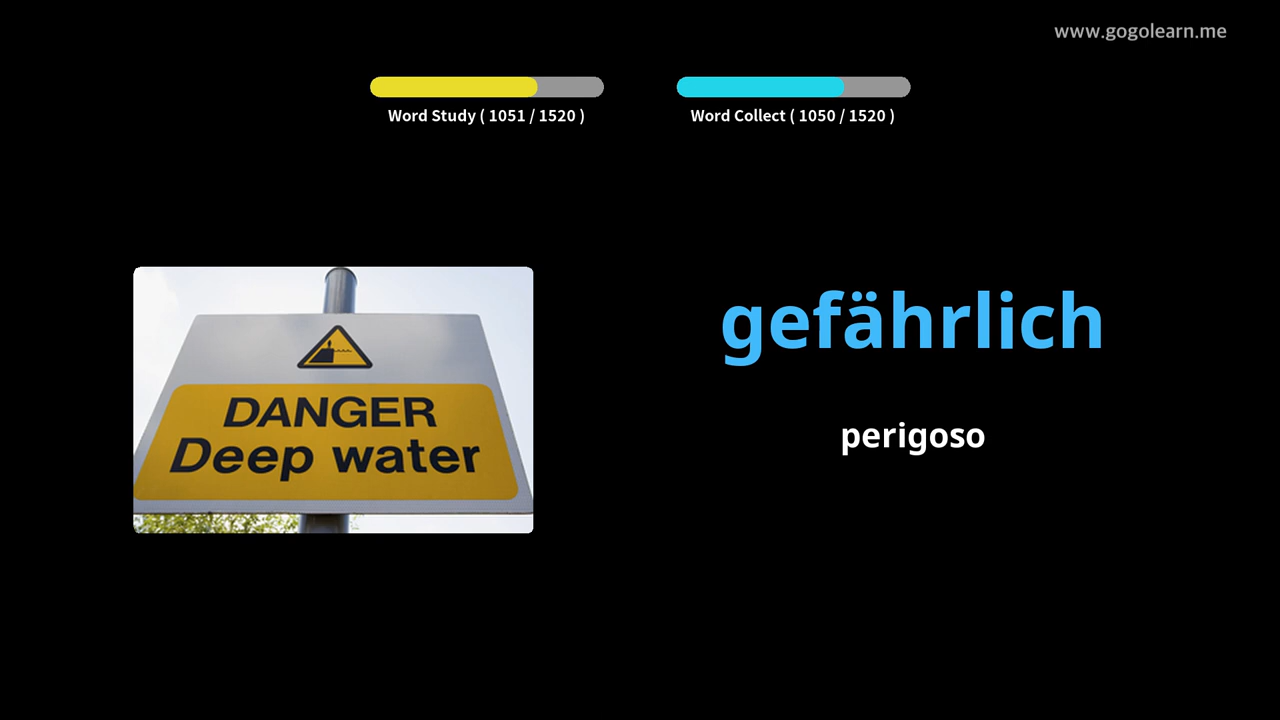 www.gogolearn.me
Word Study ( 1051 / 1520 )
Word Collect ( 1050 / 1520 )
DANGER
Deep water
gefährlich
perigoso